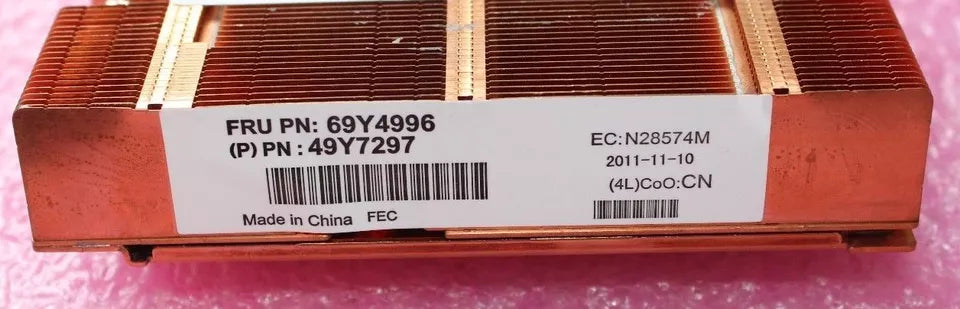 FRU PN: 69Y4996
(P) PN : 49Y7297
Made in China FEC
EC:N28574M
2011-11-10
(4L)CoO:CN